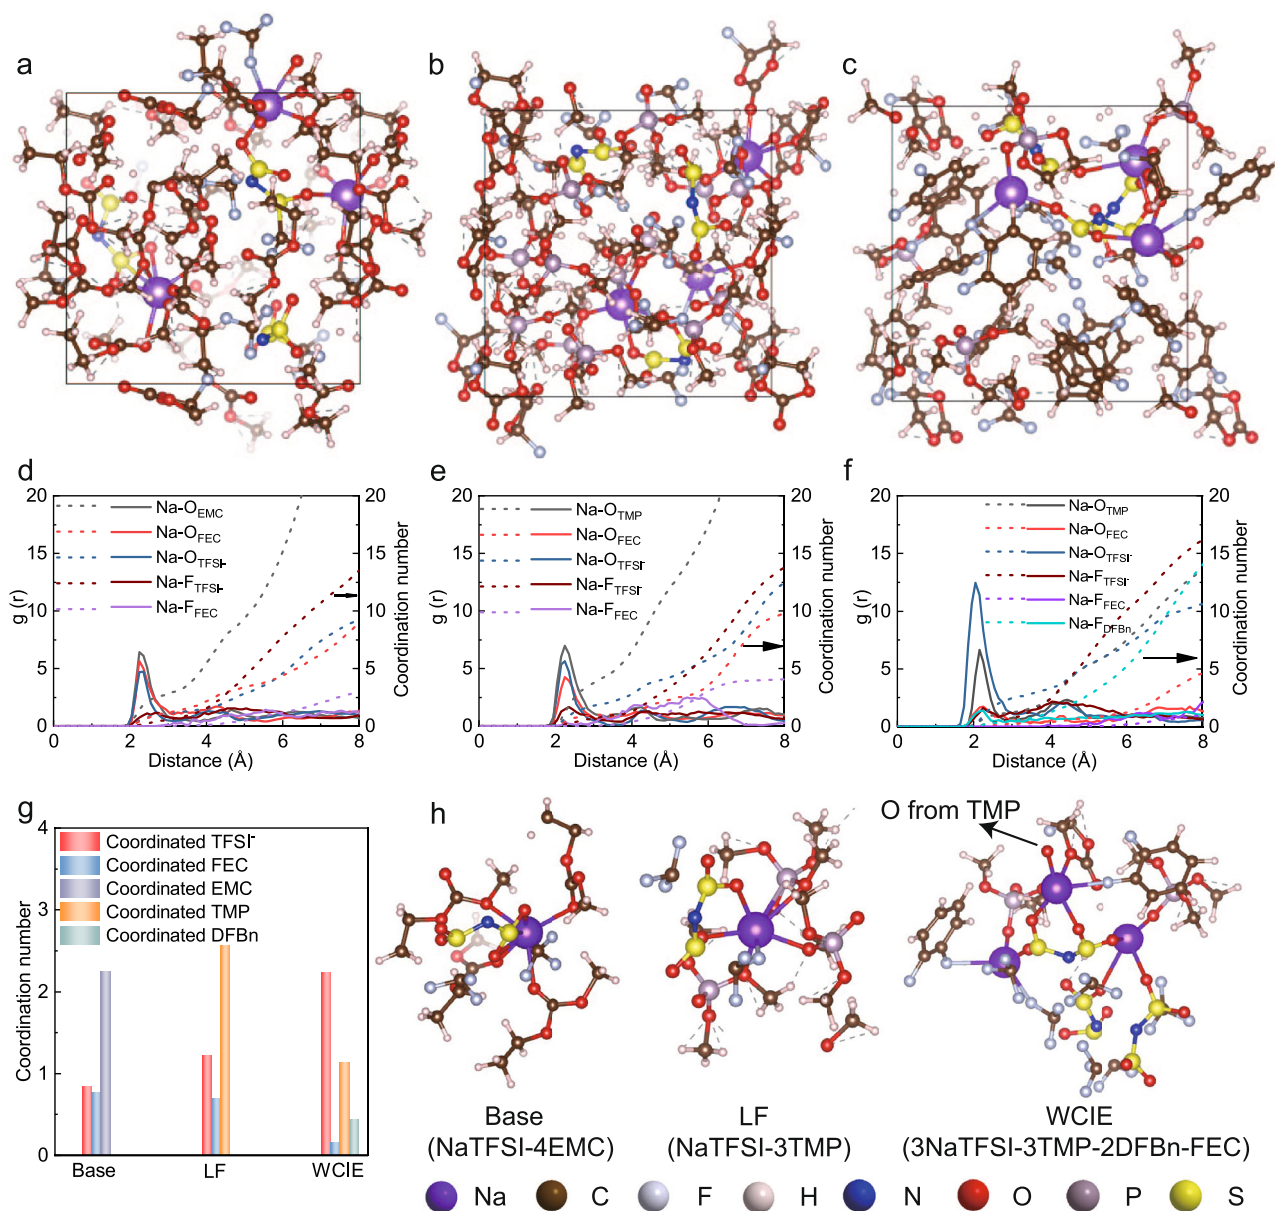 a
b
c
d
20
15
10
5
0
0
2
4
6
8
g (r)
Distance (Å)
20
15
10
5
0
Coordination number
Na-O_EMC
Na-O_FEC
Na-O_TFSI-
Na-F_TFSI-
Na-F_FEC
e
20
15
10
5
0
0
2
4
6
8
g (r)
Distance (Å)
20
15
10
5
0
Coordination number
Na-O_TMP
Na-O_FEC
Na-O_TFSI-
Na-F_TFSI-
Na-F_FEC
f
20
15
10
5
0
0
2
4
6
8
g (r)
Distance (Å)
20
15
10
5
0
Coordination number
Na-O_TMP
Na-O_FEC
Na-O_TFSI-
Na-F_TFSI-
Na-F_FEC
Na-F_DFBn
g
4
3
2
1
0
Coordination number
Coordinated TFSI⁻
Coordinated FEC
Coordinated EMC
Coordinated TMP
Coordinated DFBn
Base
LF
WCIE
h
O from TMP
Base
(NaTFSI-4EMC)
LF
(NaTFSI-3TMP)
WCIE
(3NaTFSI-3TMP-2DFBn-FEC)
Na C F H N O P S